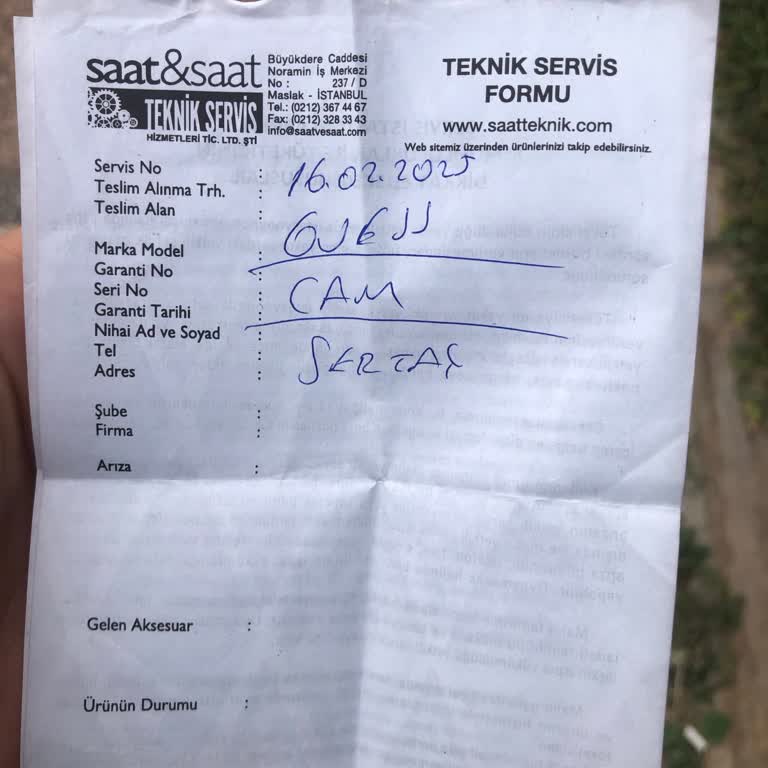 saat&saat
TEKNİK SERVİS
HİZMETLERİ TİC. LTD. ŞTİ
Büyükdere Caddesi
Noramin İş Merkezi
No : 237 / D
Maslak - İSTANBUL
Tel.: (0212) 367 44 67
Fax: (0212) 328 33 43
info@saatvesaat.com
TEKNİK SERVİS
FORMU
www.saatteknik.com
Web sitemiz üzerinden ürünlerinizi takip edebilirsiniz.
Servis No :
Teslim Alınma Trh. : 16.02.2025
Teslim Alan :
GUESS
Marka Model :
Garanti No :
Seri No : CAM
Garanti Tarihi :
Nihai Ad ve Soyad :
Tel : SERTAÇ
Adres :
Şube :
Firma :
Arıza :
Gelen Aksesuar :
Ürünün Durumu :